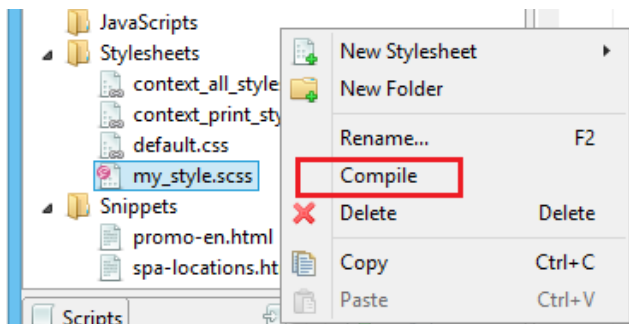 JavaScripts
Stylesheets
context_all_style
context_print_sty
default.css
my_style.scss
Snippets
promo-en.html
spa-locations.ht
Scripts
New Stylesheet
New Folder
Rename... F2
Compile
Delete Delete
Copy Ctrl+C
Paste Ctrl+V